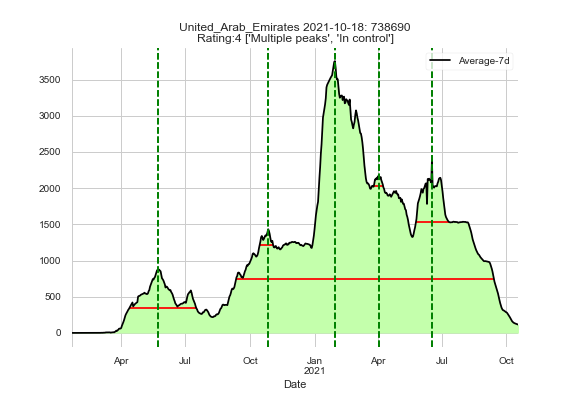 United_Arab_Emirates 2021-10-18: 738690
Rating:4 ['Multiple peaks', 'In control']
Average-7d
3500
3000
2500
2000
1500
1000
500
0
Apr Jul Oct Jan Apr Jul Oct
2021
Date